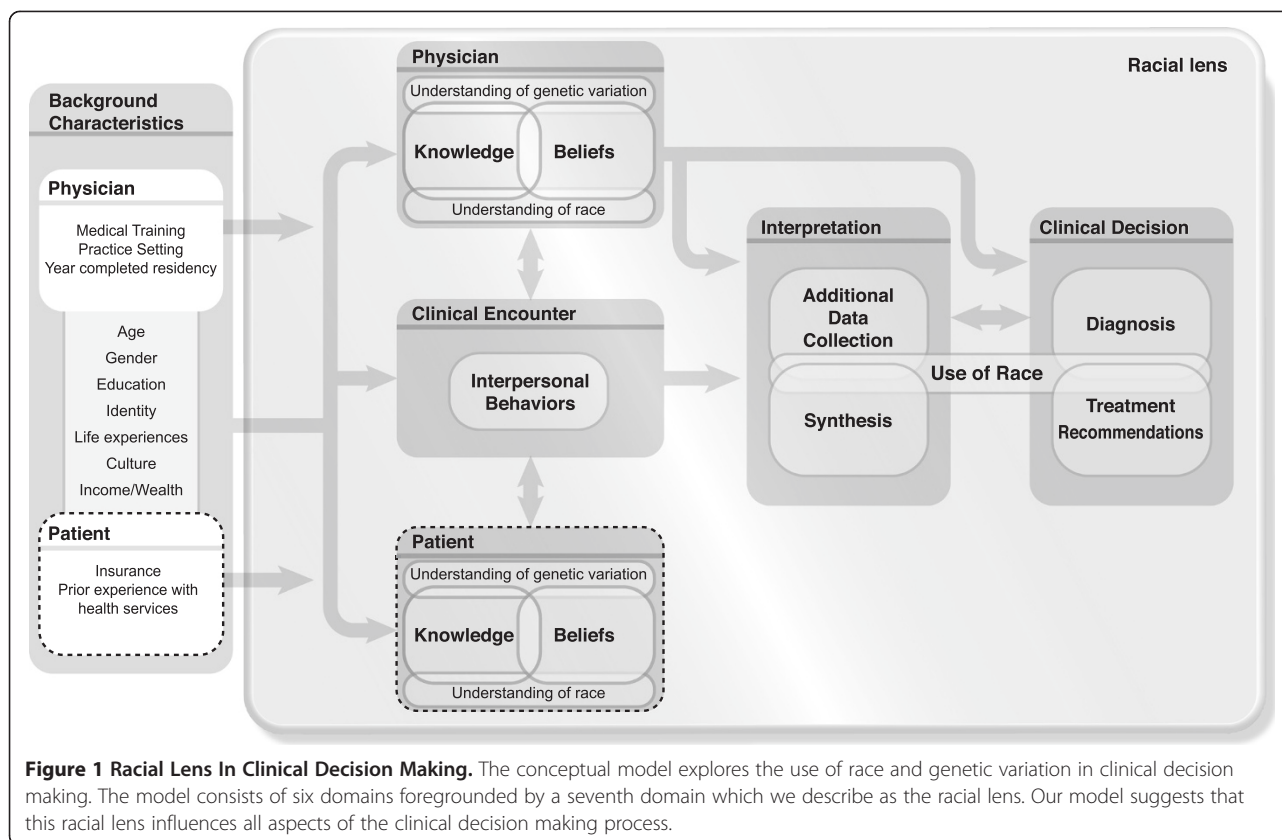 Racial lens
Background
Characteristics
Physician
Medical Training
Practice Setting
Year completed residency
Age
Gender
Education
Identity
Life experiences
Culture
Income/Wealth
Patient
Insurance
Prior experience with
health services
Physician
Understanding of genetic variation
Knowledge
Beliefs
Understanding of race
Clinical Encounter
Interpersonal
Behaviors
Patient
Understanding of genetic variation
Knowledge
Beliefs
Understanding of race
Interpretation
Additional
Data
Collection
Synthesis
Use of Race
Clinical Decision
Diagnosis
Treatment
Recommendations
Figure 1 Racial Lens In Clinical Decision Making. The conceptual model explores the use of race and genetic variation in clinical decision
making. The model consists of six domains foregrounded by a seventh domain which we describe as the racial lens. Our model suggests that
this racial lens influences all aspects of the clinical decision making process.